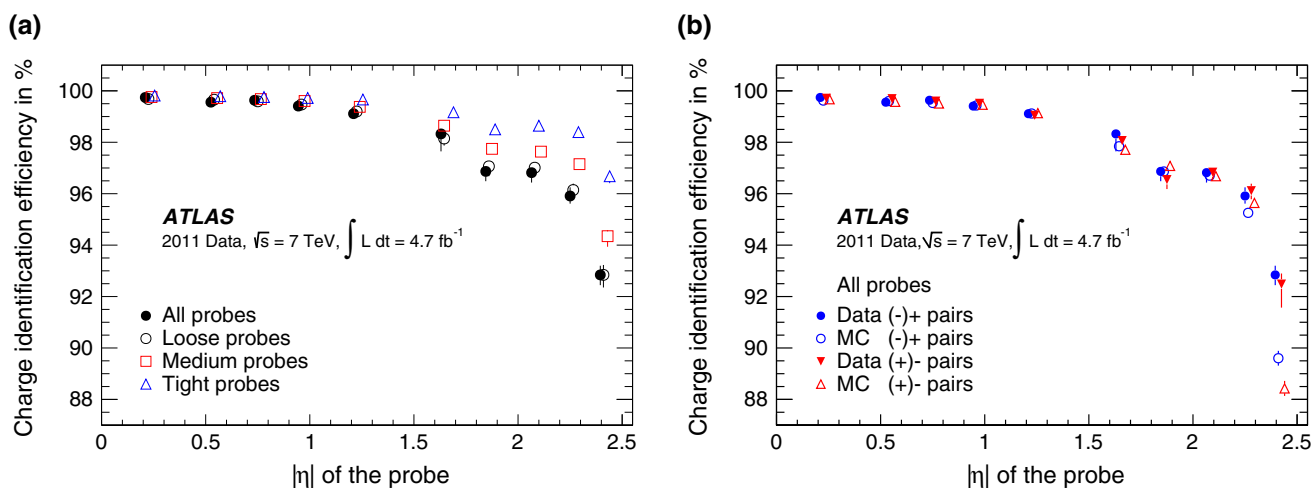 (a)
Charge identification efficiency in %
100
98
96
94
92
90
88
ATLAS
2011 Data, √s = 7 TeV, ∫ L dt = 4.7 fb⁻¹
All probes
Loose probes
Medium probes
Tight probes
0 0.5 1 1.5 2 2.5
|η| of the probe
(b)
Charge identification efficiency in %
100
98
96
94
92
90
88
ATLAS
2011 Data,√s = 7 TeV,∫ L dt = 4.7 fb⁻¹
All probes
Data (-)+ pairs
MC (-)+ pairs
Data (+)- pairs
MC (+)- pairs
0 0.5 1 1.5 2 2.5
|η| of the probe